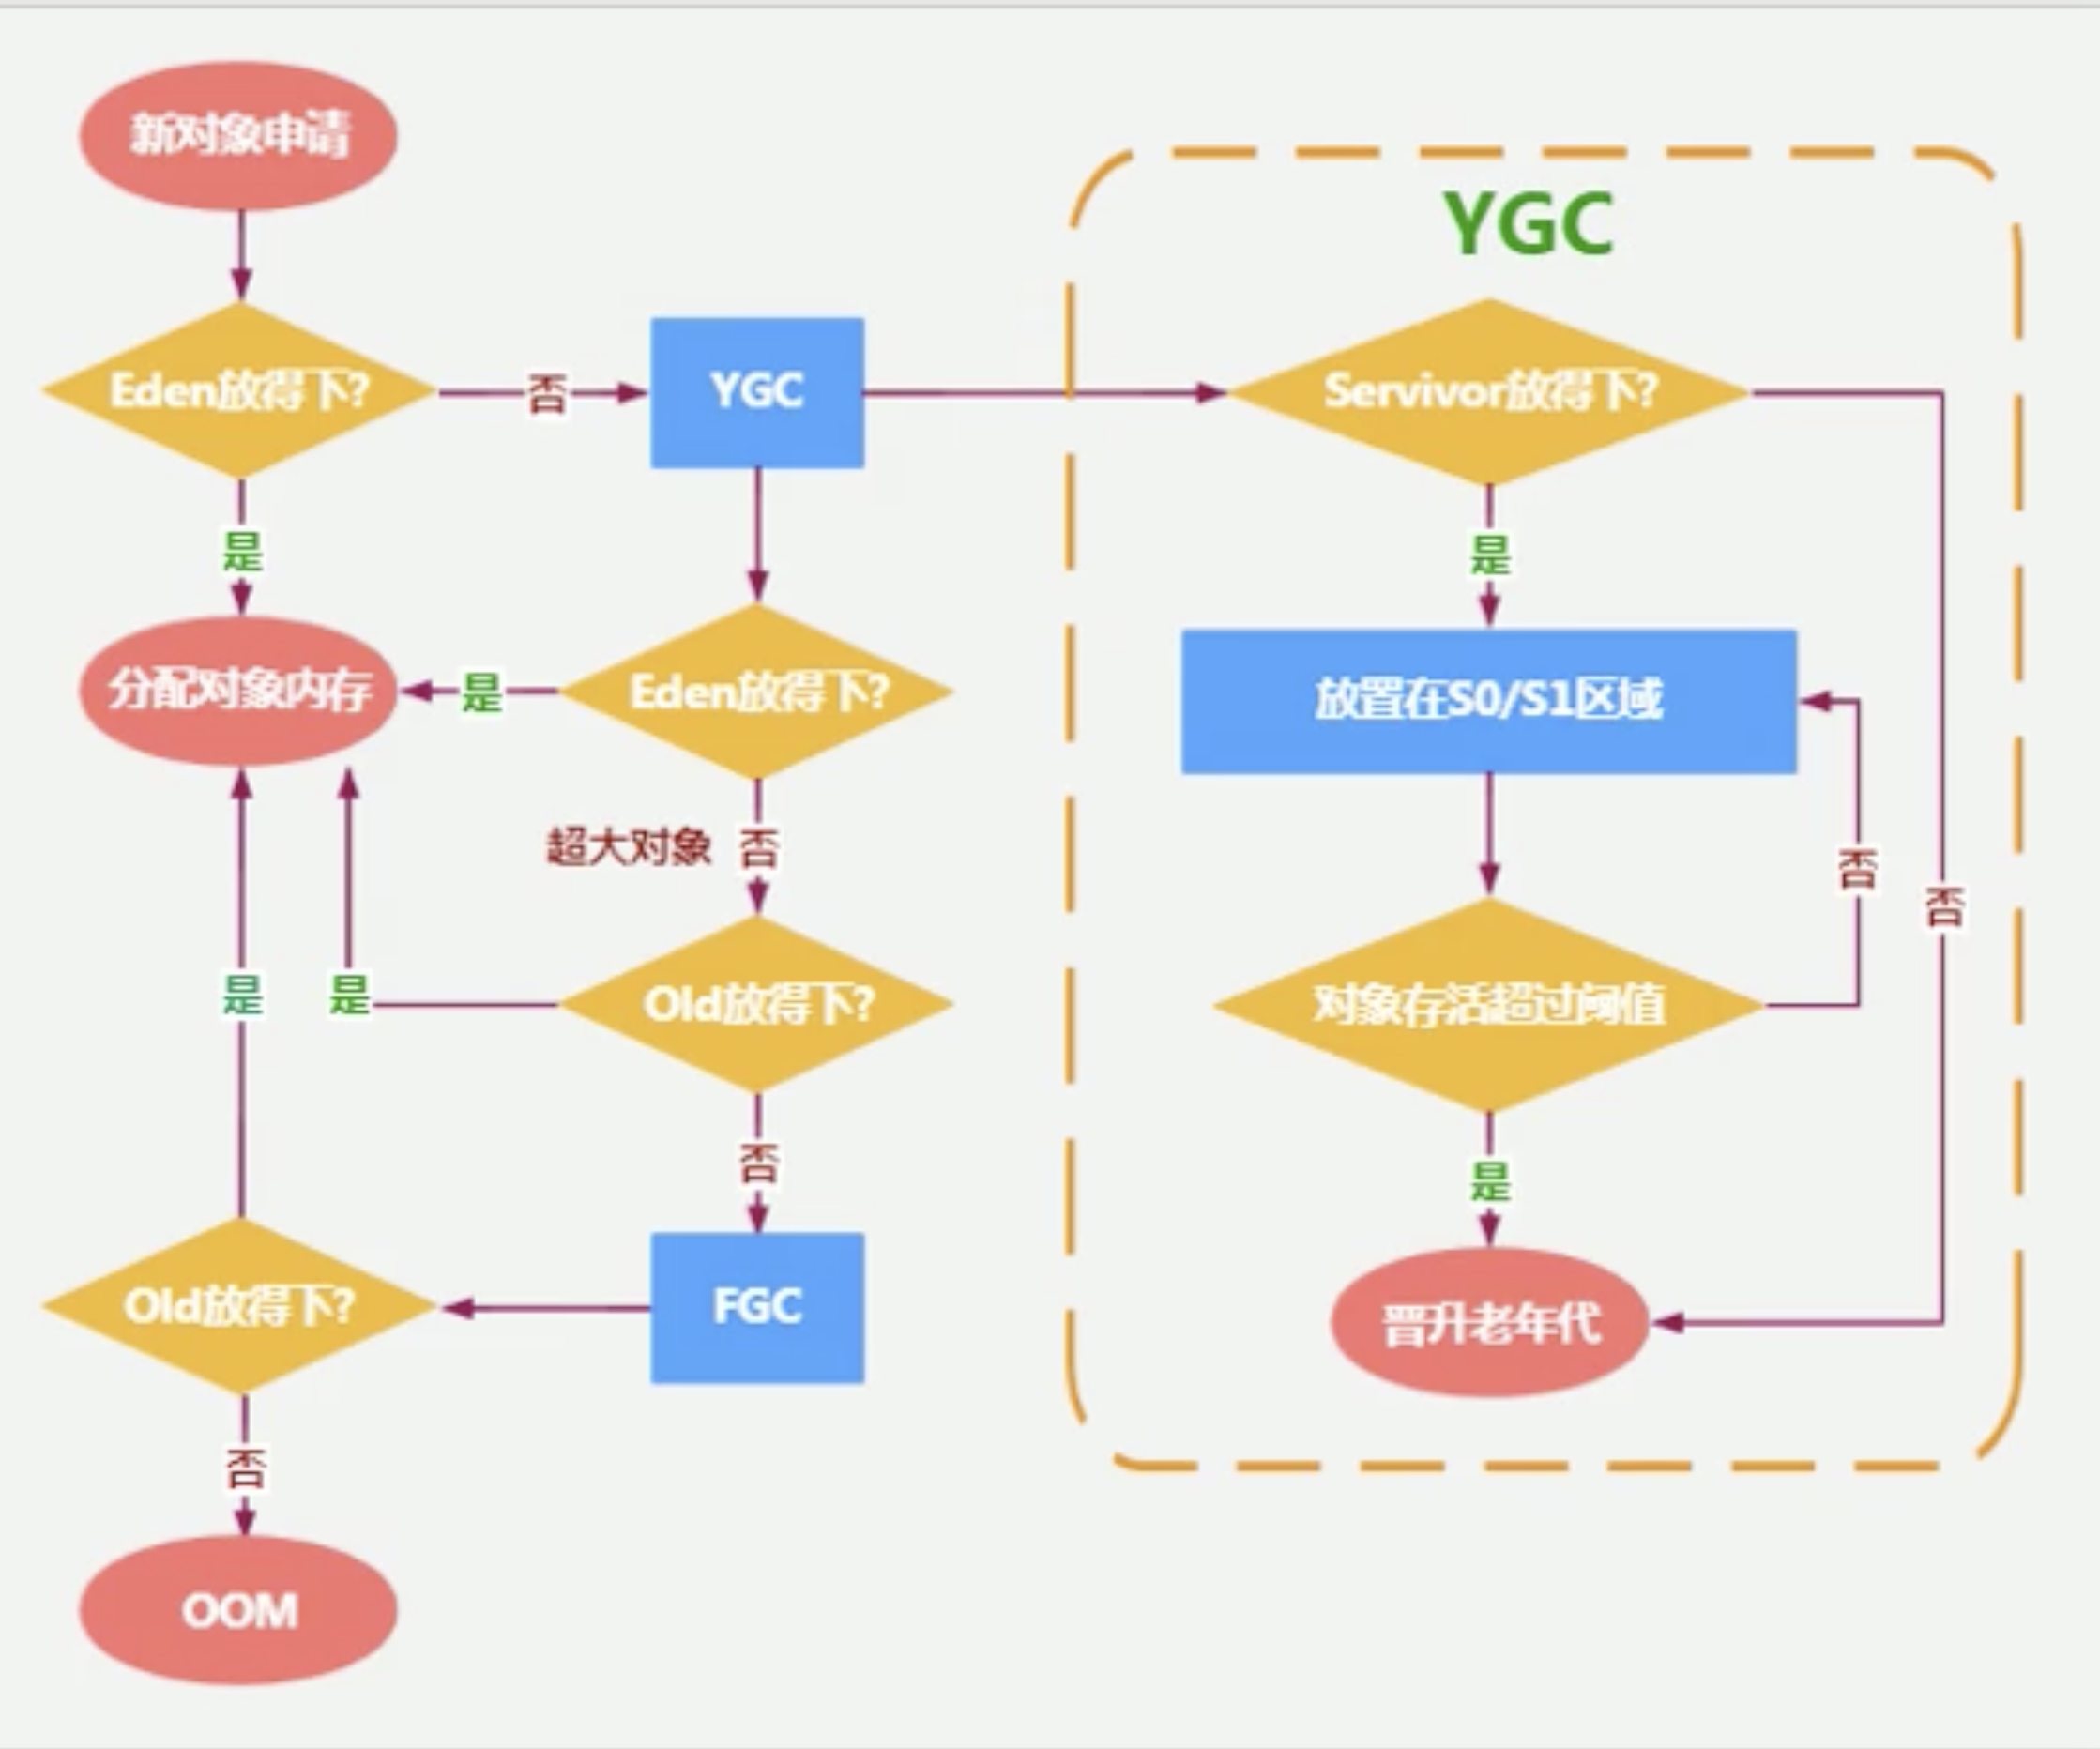 新对象申请
YGC
Eden放得下?
否
YGC
Servivor放得下?
是
是
分配对象内存
是
Eden放得下?
放置在S0/S1区域
超大对象
否
否
否
是
是
Old放得下?
对象存活超过阈值
否
是
Old放得下?
FGC
晋升老年代
否
OOM